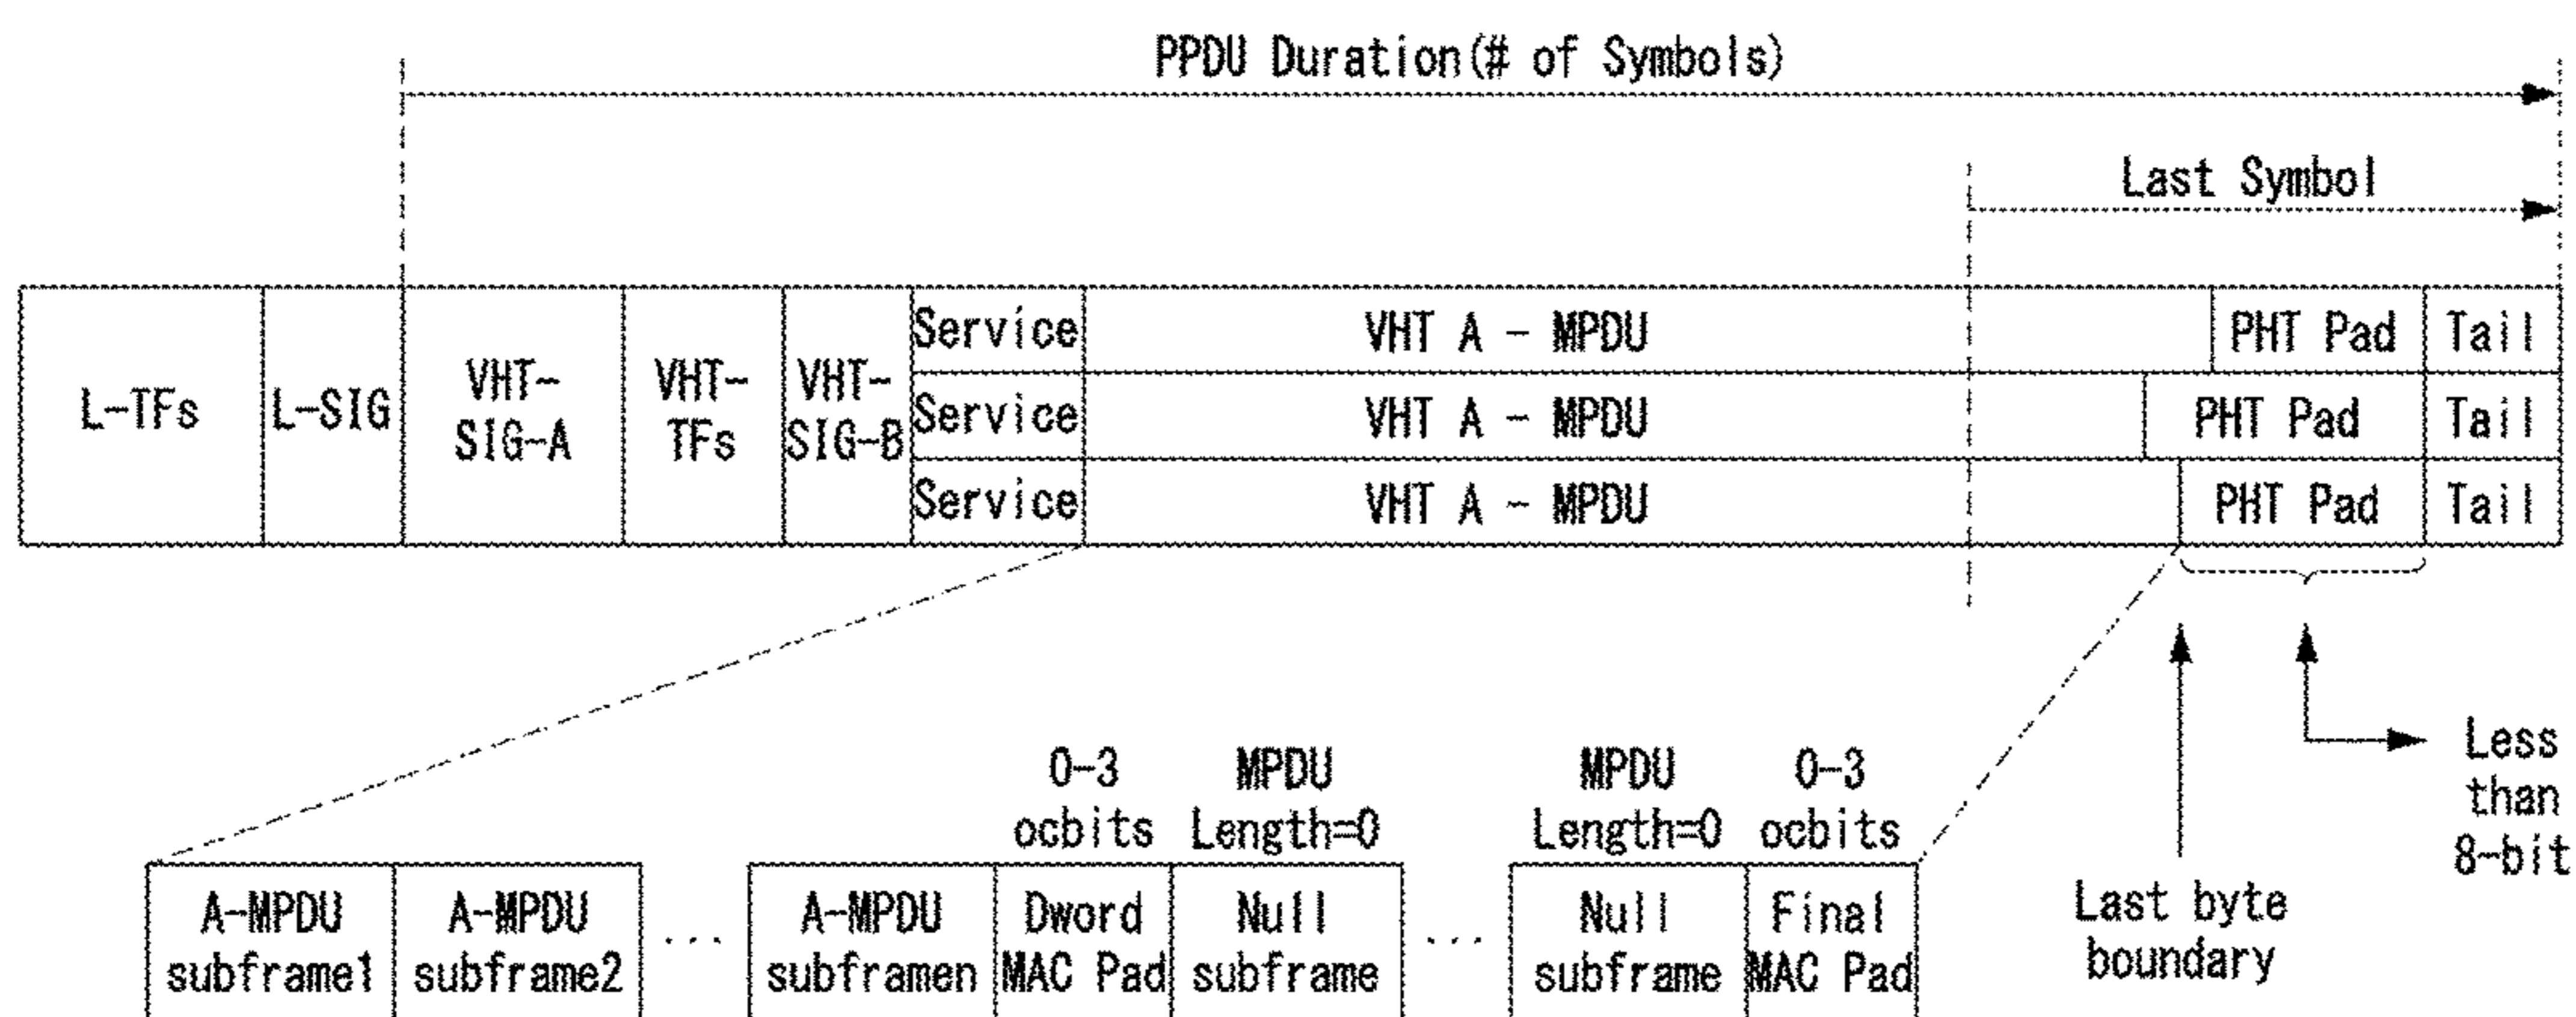 PPDU Duration(# of Symbols)
Last Symbol
L-TFs
L-SIG
VHT-
SIG-A
VHT-
TFs
VHT-
SIG-B
Service
VHT A - MPDU
PHT Pad
Tail
Service
VHT A - MPDU
PHT Pad
Tail
Service
VHT A - MPDU
PHT Pad
Tail
0-3
ocbits
MPDU
Length=0
MPDU
Length=0
0-3
ocbits
Less
than
8-bit
A-MPDU
subframe1
A-MPDU
subframe2
...
A-MPDU
subframen
Dword
MAC Pad
Null
subframe
...
Null
subframe
Final
MAC Pad
Last byte
boundary